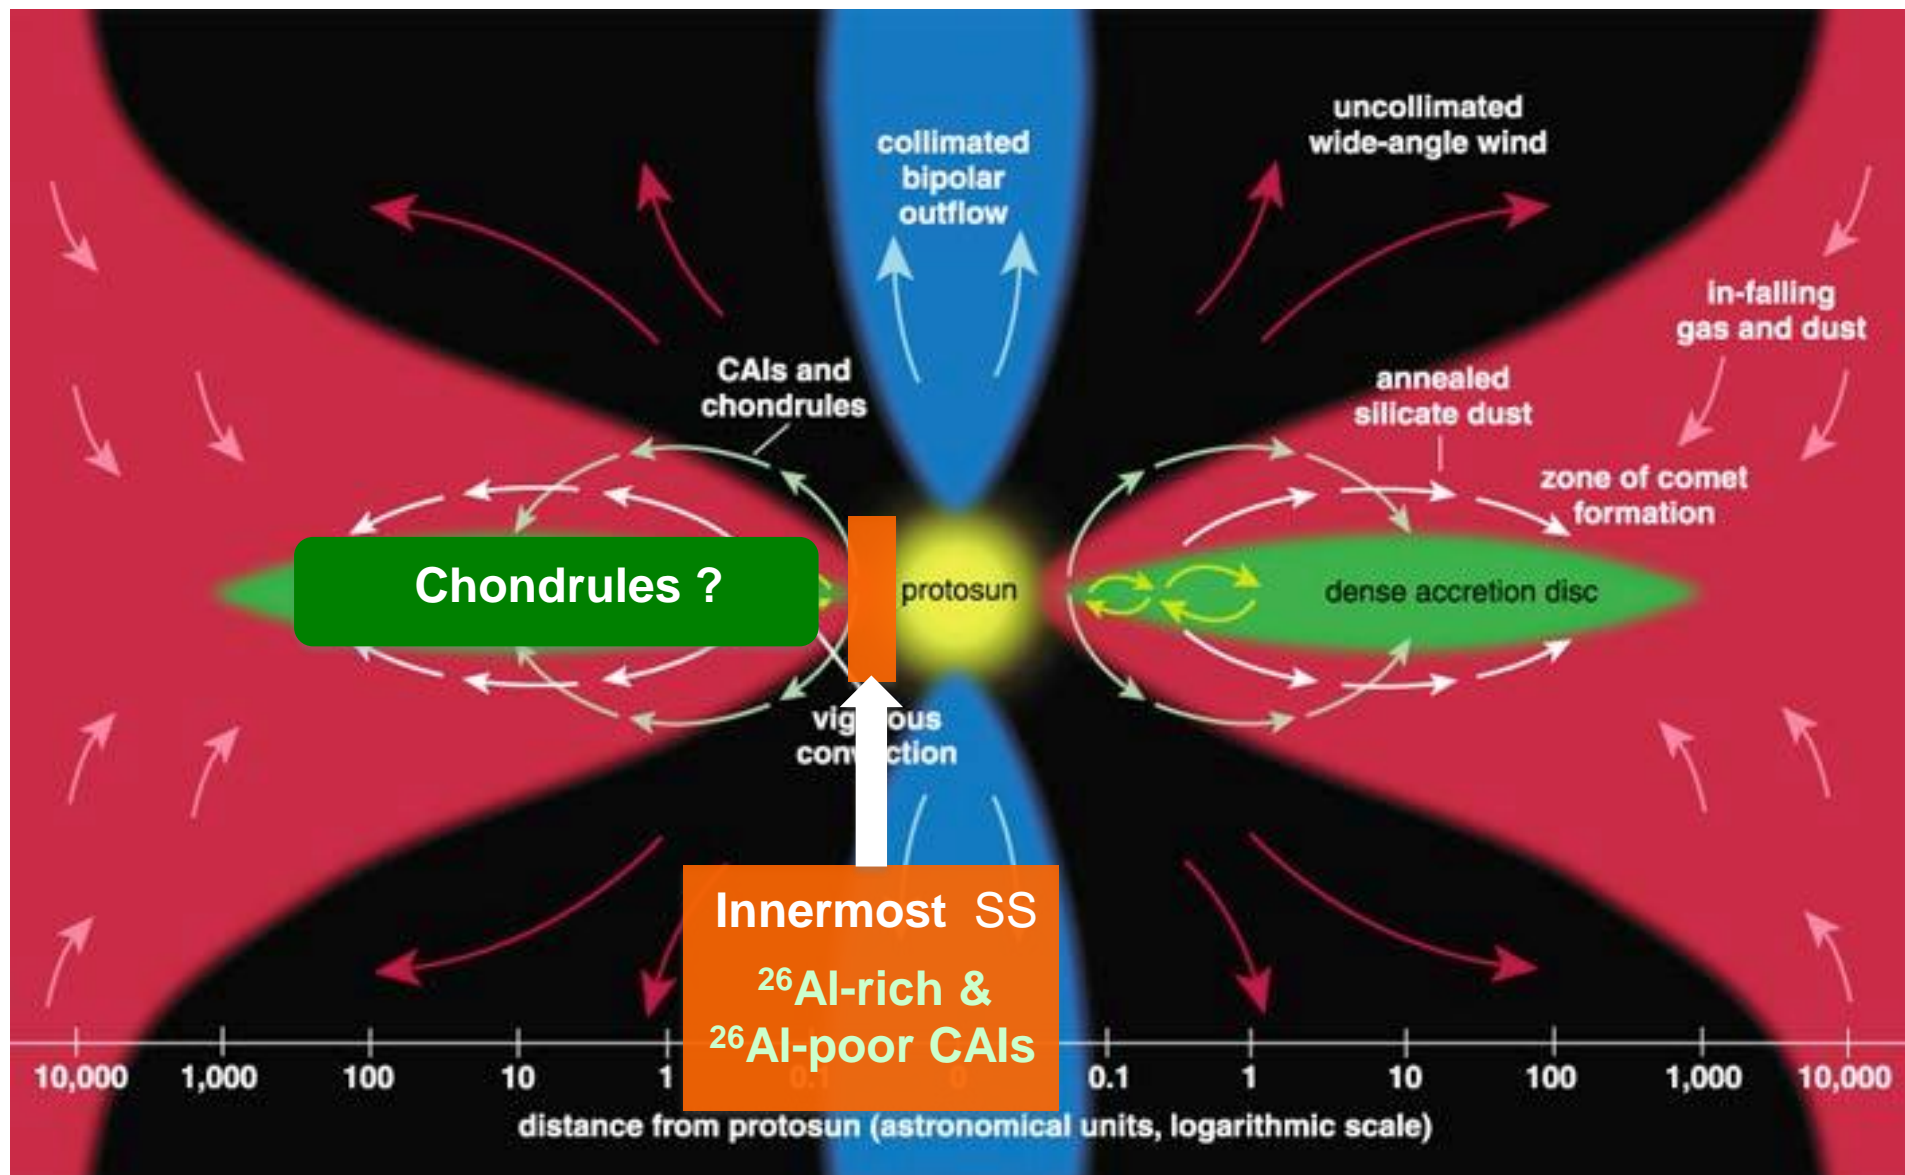 uncollimated
wide-angle wind
collimated
bipolar
outflow
in-falling
gas and dust
CAIs and
chondrules
annealed
silicate dust
zone of comet
formation
Chondrules ?
protosun
dense accretion disc
Innermost SS
²⁶Al-rich &
²⁶Al-poor CAIs
10,000 1,000 100 10 1 0.1 0 0.1 1 10 100 1,000 10,000
distance from protosun (astronomical units, logarithmic scale)